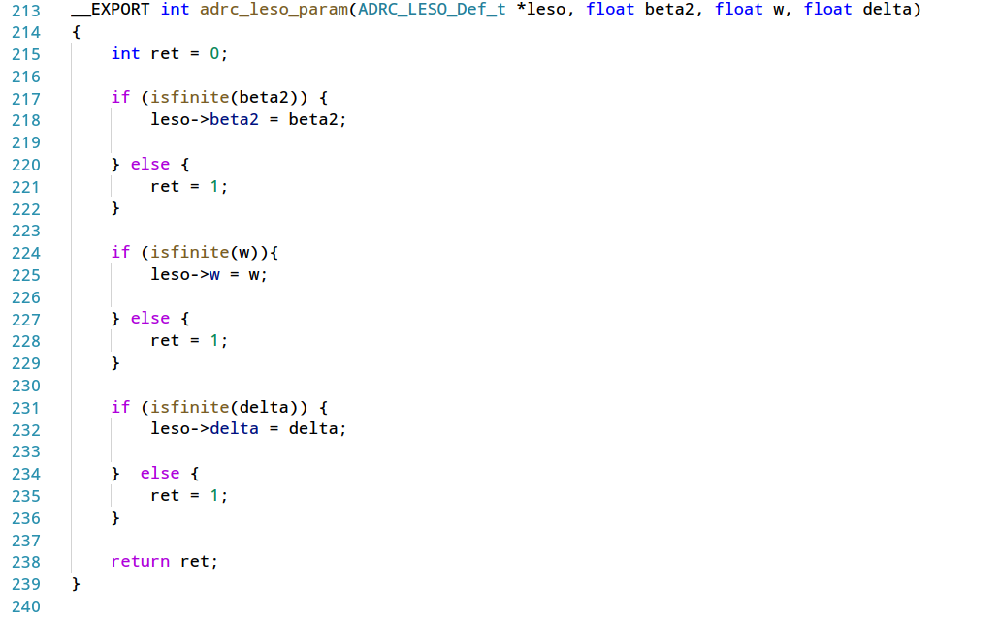 213 __EXPORT int adrc_leso_param(ADRC_LESO_Def_t *leso, float beta2, float w, float delta)
214 {
215     int ret = 0;
216
217     if (isfinite(beta2)) {
218         leso->beta2 = beta2;
219
220     } else {
221         ret = 1;
222     }
223
224     if (isfinite(w)){
225         leso->w = w;
226
227     } else {
228         ret = 1;
229     }
230
231     if (isfinite(delta)) {
232         leso->delta = delta;
233
234     }  else {
235         ret = 1;
236     }
237
238     return ret;
239 }
240